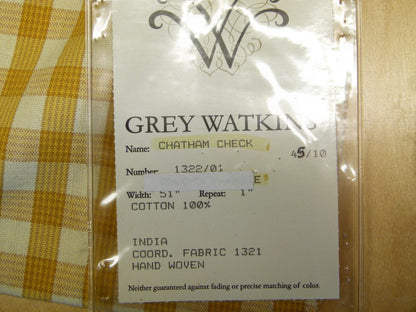 W
GREY WATKINS
Name: CHATHAM CHECK
45/10
Number: 1322/01
E
Width: 51" Repeat: 1"
COTTON 100%
INDIA
COORD. FABRIC 1321
HAND WOVEN
Neither guaranteed against fading or precise matching of color.